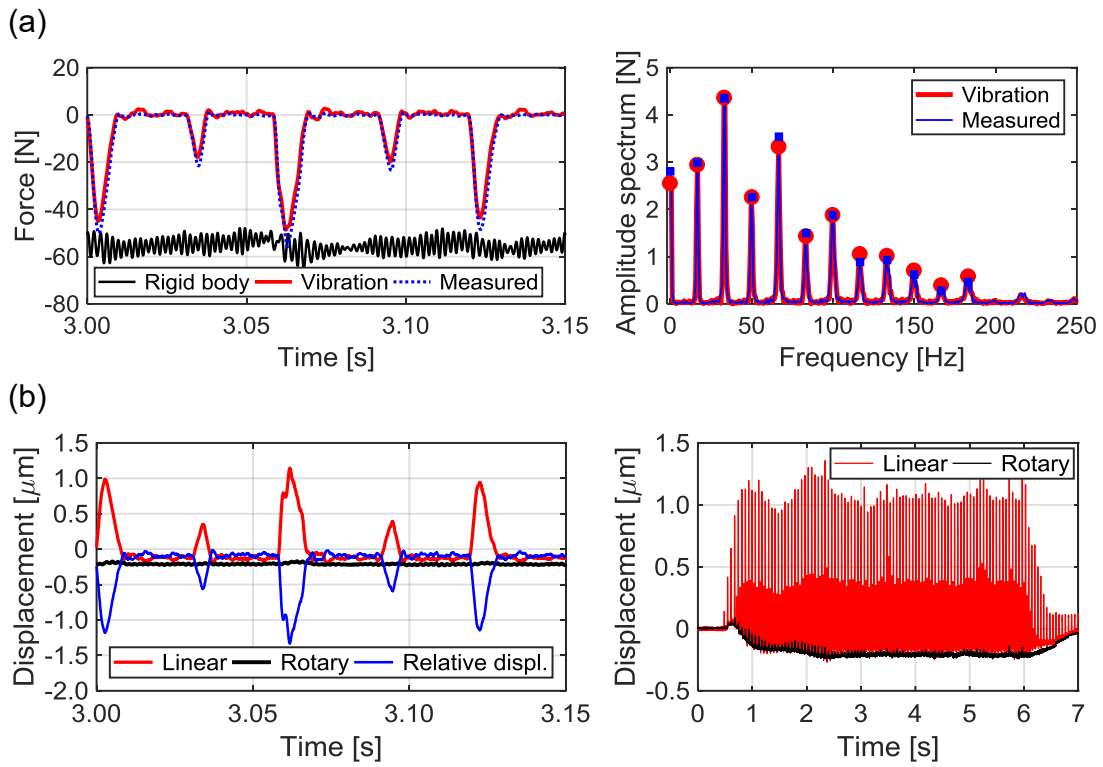 (a)
Force [N]
20
0
-20
-40
-60
-80
Rigid body Vibration Measured
3.00 3.05 3.10 3.15
Time [s]
Amplitude spectrum [N]
5
4
3
2
1
0
Vibration
Measured
0 50 100 150 200 250
Frequency [Hz]
(b)
Displacement [μm]
1.5
1.0
0.5
0
-0.5
-1.0
-1.5
-2.0
Linear Rotary Relative displ.
3.00 3.05 3.10 3.15
Time [s]
Displacement [μm]
1.5
1.0
0.5
0
-0.5
Linear Rotary
0 1 2 3 4 5 6 7
Time [s]